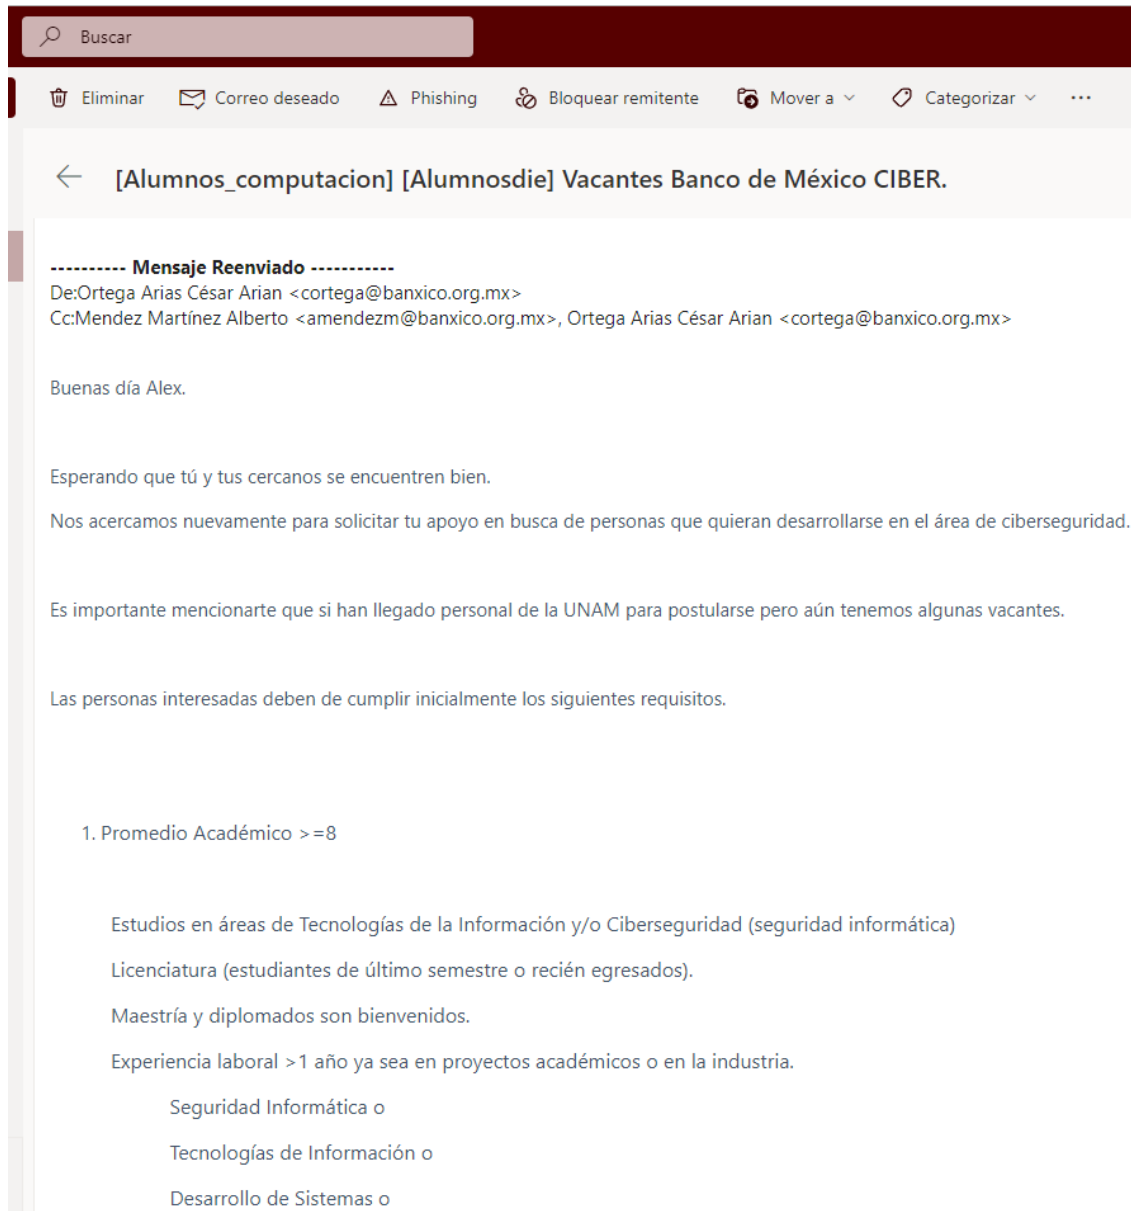 Buscar
Eliminar Correo deseado Phishing Bloquear remitente Mover a Categorizar ...
[Alumnos_computacion] [Alumnosdie] Vacantes Banco de México CIBER.
---------- Mensaje Reenviado -----------
De:Ortega Arias César Arian <cortega@banxico.org.mx>
Cc:Mendez Martínez Alberto <amendezm@banxico.org.mx>, Ortega Arias César Arian <cortega@banxico.org.mx>
Buenas día Alex.
Esperando que tú y tus cercanos se encuentren bien.
Nos acercamos nuevamente para solicitar tu apoyo en busca de personas que quieran desarrollarse en el área de ciberseguridad.
Es importante mencionarte que si han llegado personal de la UNAM para postularse pero aún tenemos algunas vacantes.
Las personas interesadas deben de cumplir inicialmente los siguientes requisitos.
1. Promedio Académico >=8
Estudios en áreas de Tecnologías de la Información y/o Ciberseguridad (seguridad informática)
Licenciatura (estudiantes de último semestre o recién egresados).
Maestría y diplomados son bienvenidos.
Experiencia laboral >1 año ya sea en proyectos académicos o en la industria.
Seguridad Informática o
Tecnologías de Información o
Desarrollo de Sistemas o